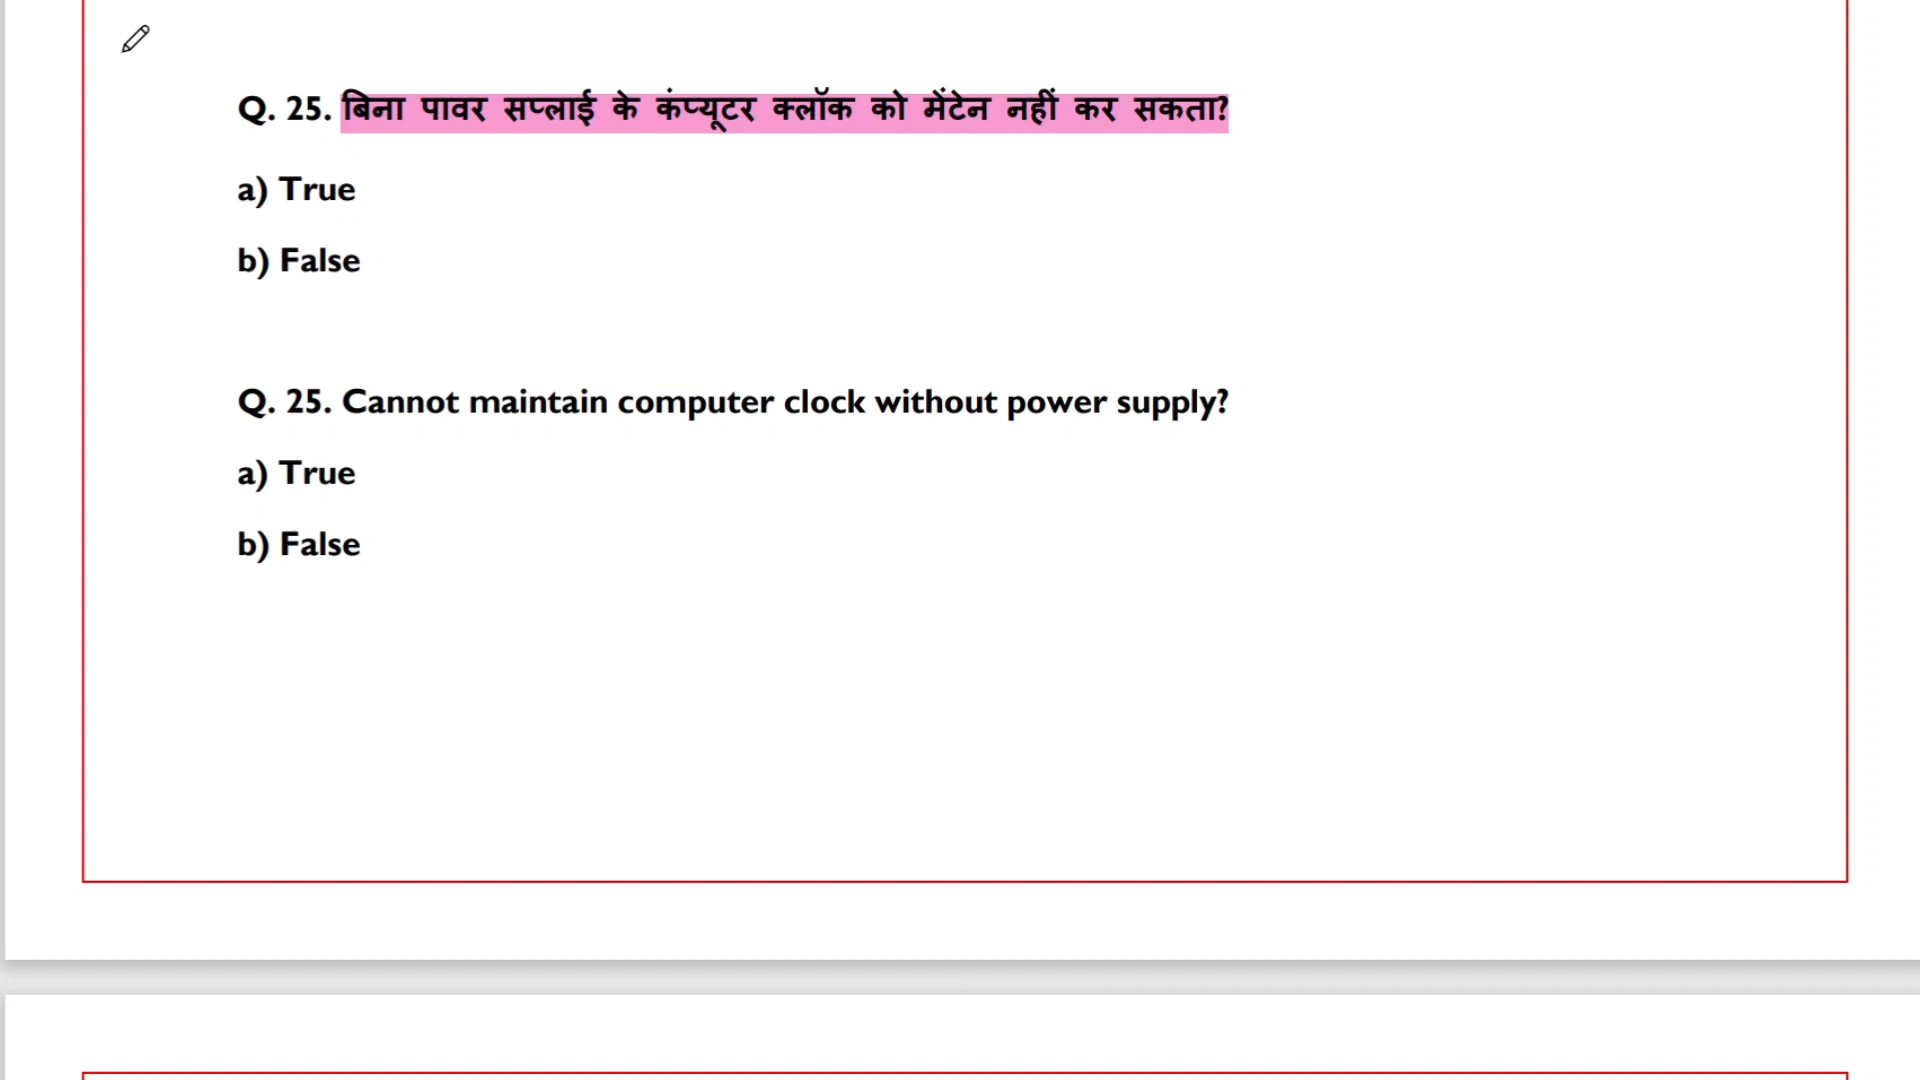 Q. 25. बिना पावर सप्लाई के कंप्यूटर क्लॉक को मेंटेन नहीं कर सकता?
a) True
b) False
Q. 25. Cannot maintain computer clock without power supply?
a) True
b) False